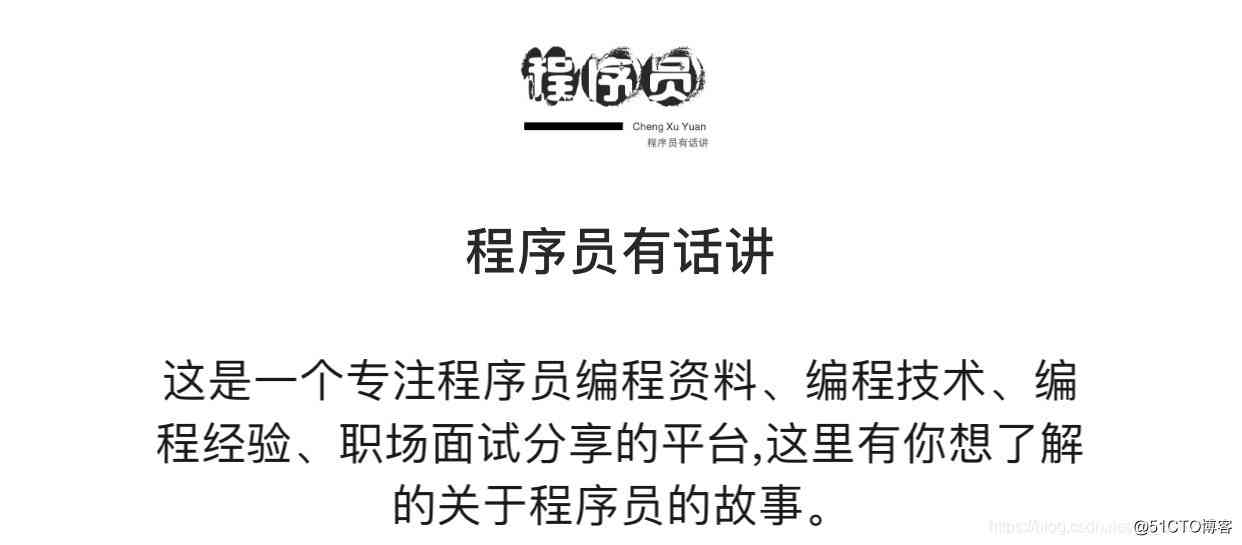 程序员
Cheng Xu Yuan
程序员有话讲
程序员有话讲
这是一个专注程序员编程资料、编程技术、编
程经验、职场面试分享的平台,这里有你想了解
的关于程序员的故事。
https://blog.csdn.ne
@51CTO博客